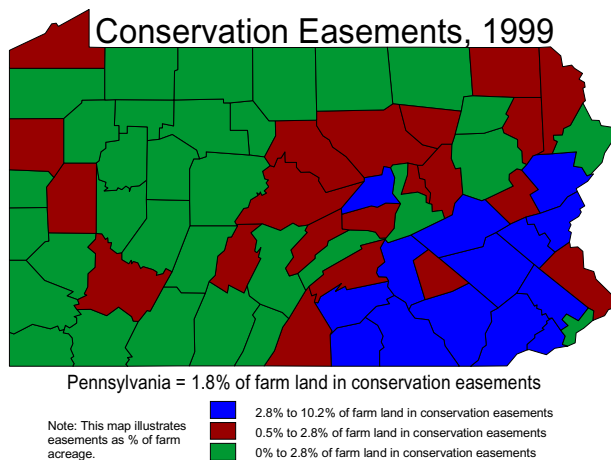 Conservation Easements, 1999
Pennsylvania = 1.8% of farm land in conservation easements
Note: This map illustrates
easements as % of farm
acreage.
2.8% to 10.2% of farm land in conservation easements
0.5% to 2.8% of farm land in conservation easements
0% to 2.8% of farm land in conservation easements